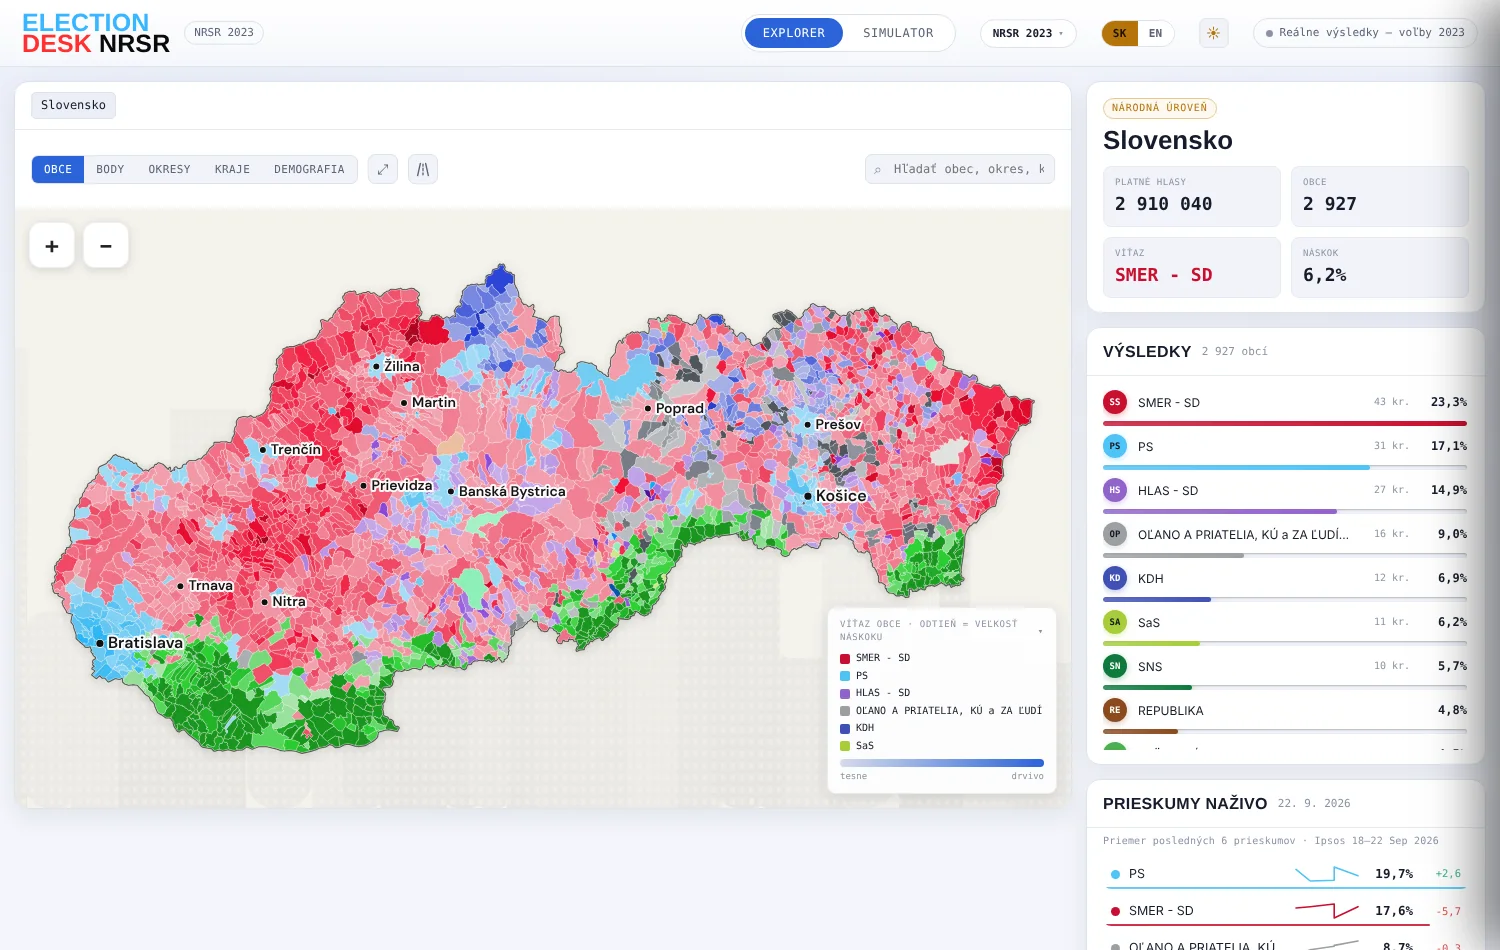 ELECTION
DESK NRSR
NRSR 2023
EXPLORER
SIMULATOR
NRSR 2023
SK
EN
Reálne výsledky — voľby 2023
Slovensko
OBCE
BODY
OKRESY
KRAJE
DEMOGRAFIA
Hľadať obec, okres, k
+
−
Žilina
Martin
Poprad
Prešov
Trenčín
Prievidza
Banská Bystrica
Košice
Trnava
Nitra
Bratislava
VÍŤAZ OBCE · ODTIEŇ = VEĽKOSŤ
NÁSKOKU
SMER - SD
PS
HLAS - SD
OĽANO A PRIATELIA, KÚ a ZA ĽUDÍ
KDH
SaS
tesne
drvivo
NÁRODNÁ ÚROVEŇ
Slovensko
PLATNÉ HLASY
2 910 040
OBCE
2 927
VÍŤAZ
SMER - SD
NÁSKOK
6,2%
VÝSLEDKY 2 927 obcí
SS SMER - SD 43 kr. 23,3%
PS PS 31 kr. 17,1%
HS HLAS - SD 27 kr. 14,9%
OP OĽANO A PRIATELIA, KÚ a ZA ĽUDÍ... 16 kr. 9,0%
KD KDH 12 kr. 6,9%
SA SaS 11 kr. 6,2%
SN SNS 10 kr. 5,7%
RE REPUBLIKA 4,8%
PRIESKUMY NAŽIVO 22. 9. 2026
Priemer posledných 6 prieskumov · Ipsos 18–22 Sep 2026
PS 19,7% +2,6
SMER - SD 17,6% -5,7
OĽANO A PRIATELIA, KÚ 8,7% -0,3